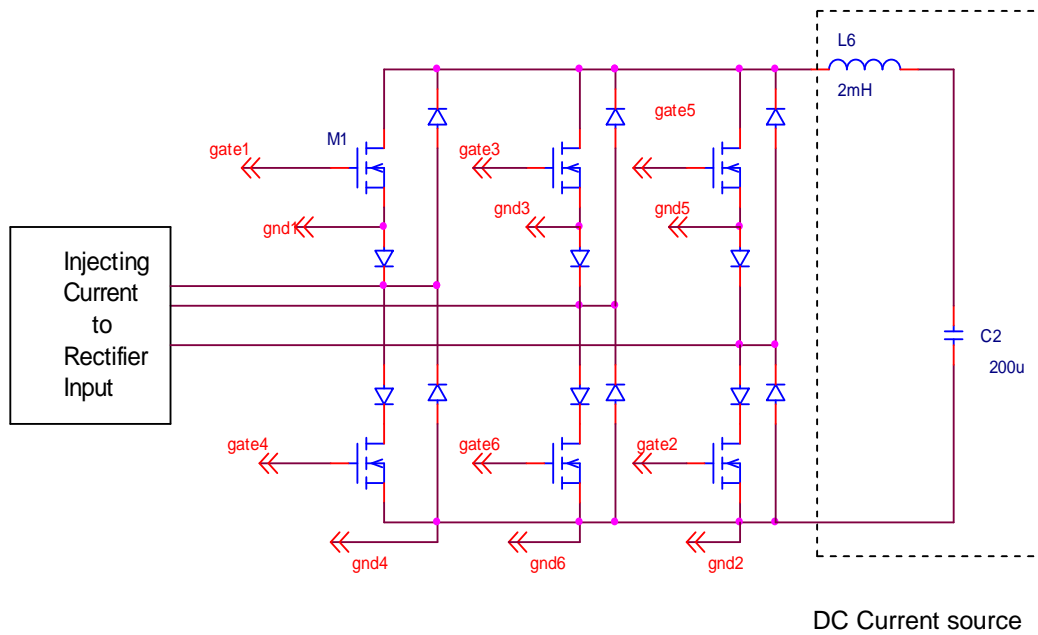 L6
2mH
gate5
M1
gate1
gate3
gnd3
gnd5
gnd1
Injecting
Current
to
Rectifier
Input
C2
200u
gate4
gate6
gate2
gnd4
gnd6
gnd2
DC Current source